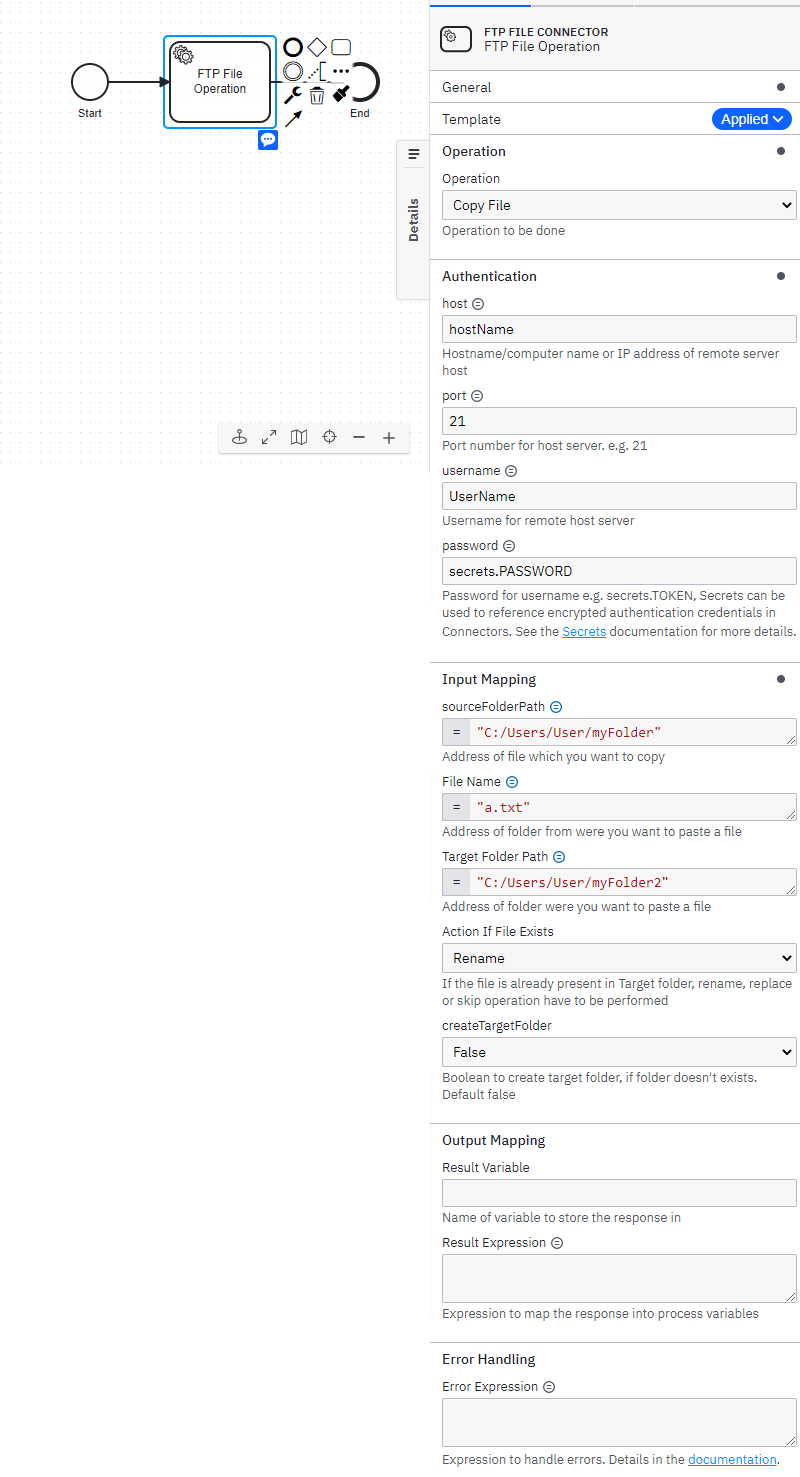 FTP File
Operation
Start
End
Details
FTP FILE CONNECTOR
FTP File Operation
General
Template
Applied
Operation
Operation
Copy File
Operation to be done
Authentication
host
hostName
Hostname/computer name or IP address of remote server
host
port
21
Port number for host server. e.g. 21
username
UserName
Username for remote host server
password
secrets.PASSWORD
Password for username e.g. secrets.TOKEN, Secrets can be
used to reference encrypted authentication credentials in
Connectors. See the Secrets documentation for more details.
Input Mapping
sourceFolderPath
= "C:/Users/User/myFolder"
Address of file which you want to copy
File Name
= "a.txt"
Address of folder from were you want to paste a file
Target Folder Path
= "C:/Users/User/myFolder2"
Address of folder were you want to paste a file
Action If File Exists
Rename
If the file is already present in Target folder, rename, replace
or skip operation have to be performed
createTargetFolder
False
Boolean to create target folder, if folder doesn't exists.
Default false
Output Mapping
Result Variable
Name of variable to store the response in
Result Expression
Expression to map the response into process variables
Error Handling
Error Expression
Expression to handle errors. Details in the documentation.